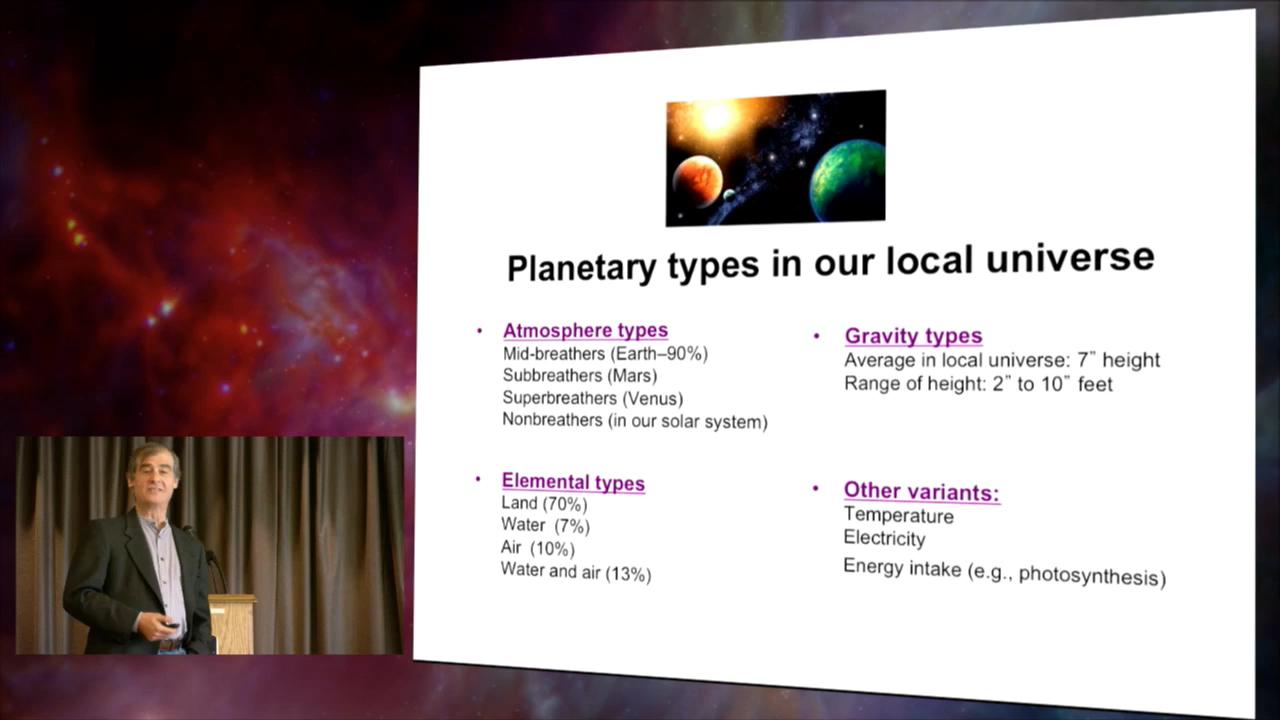 Planetary types in our local universe
• Atmosphere types
Mid-breathers (Earth–90%)
Subbreathers (Mars)
Superbreathers (Venus)
Nonbreathers (in our solar system)
• Elemental types
Land (70%)
Water (7%)
Air (10%)
Water and air (13%)
• Gravity types
Average in local universe: 7” height
Range of height: 2” to 10” feet
• Other variants:
Temperature
Electricity
Energy intake (e.g., photosynthesis)